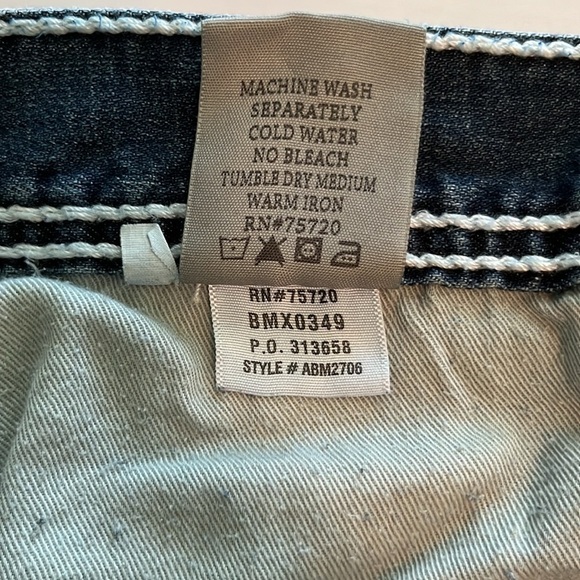 MACHINE WASH
SEPARATELY
COLD WATER
NO BLEACH
TUMBLE DRY MEDIUM
WARM IRON
RN#75720
RN#75720
BMX0349
P.O. 313658
STYLE # ABM2706